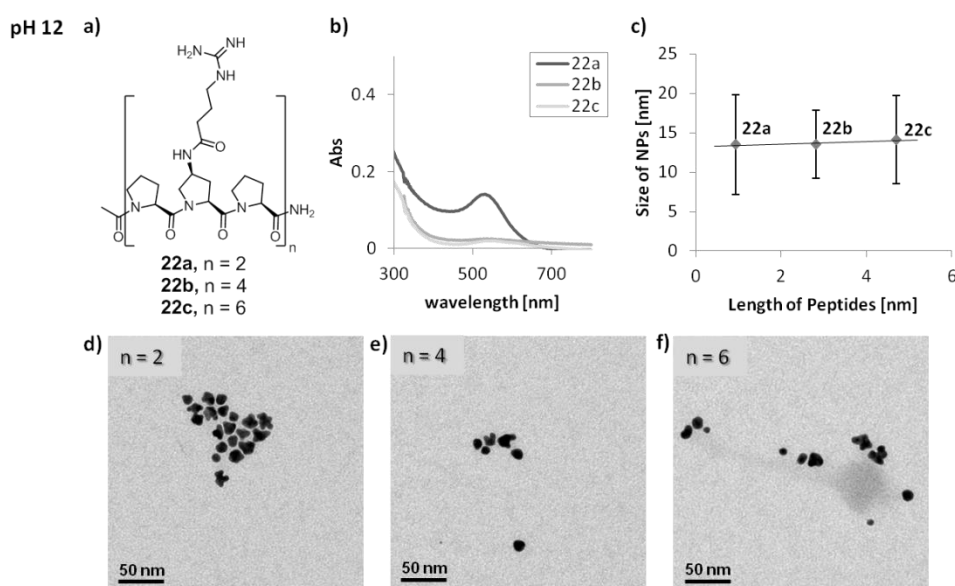 pH 12
a)
H2N
NH
NH
O
HN
N
N
N
NH2
O
O
O
O
n
22a, n = 2
22b, n = 4
22c, n = 6
b)
22a
22b
22c
0.4
0.2
0
Abs
300
500
700
wavelength [nm]
c)
25
20
15
10
5
0
Size of NPs [nm]
22a
22b
22c
0
2
4
6
Length of Peptides [nm]
d)
n = 2
50 nm
e)
n = 4
50 nm
f)
n = 6
50 nm